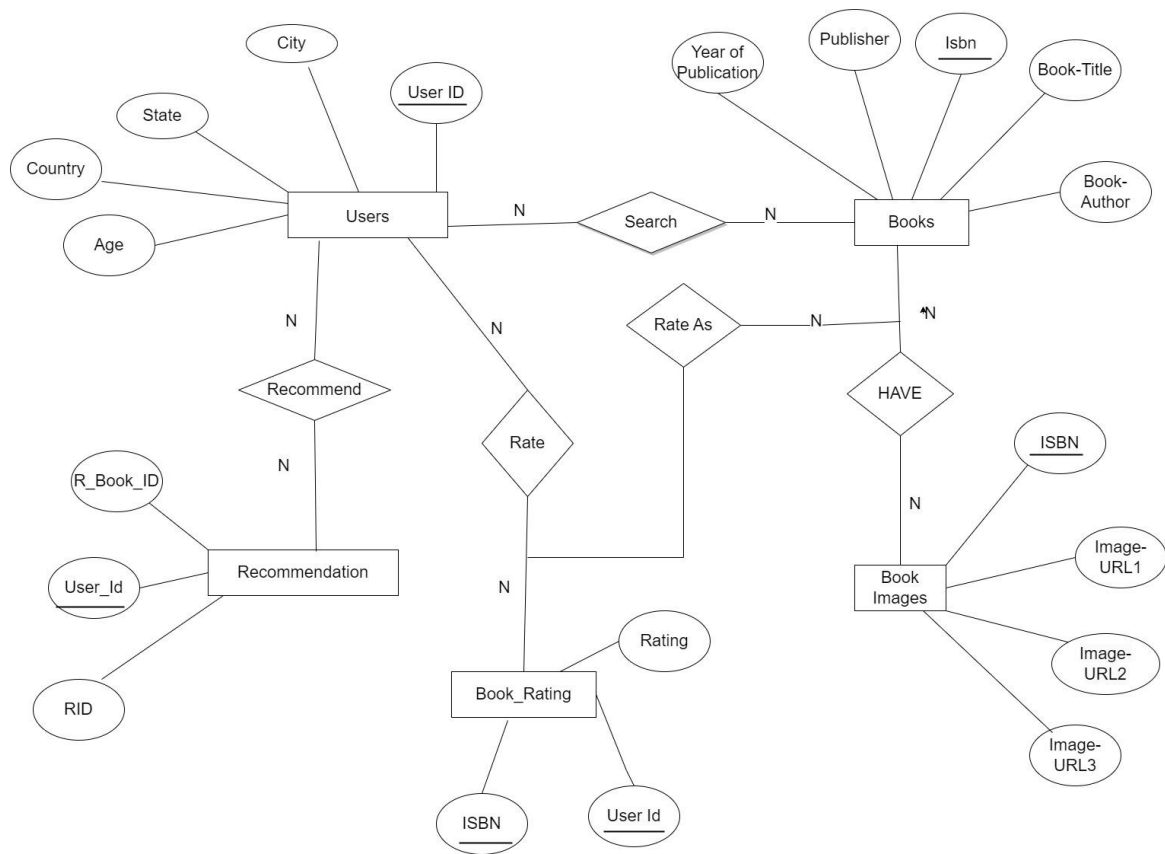 City
Year of
Publication
Publisher
Isbn
Book-Title
User ID
State
Country
Book-
Author
Users
N
Search
N
Books
Age
N
N
Rate As
N
N
Recommend
HAVE
Rate
N
R_Book_ID
ISBN
N
Recommendation
User_Id
N
Book
Images
Image-
URL1
Rating
Image-
URL2
Book_Rating
RID
Image-
URL3
ISBN
User Id